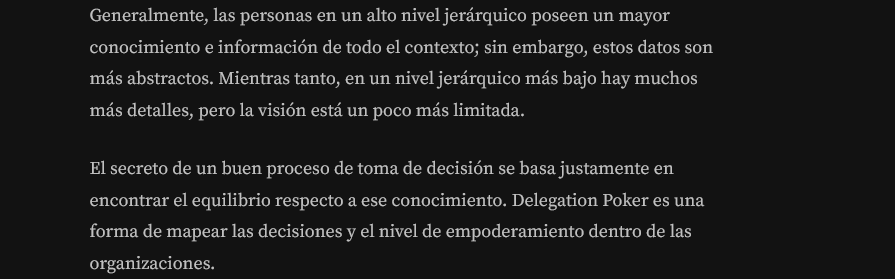 Generalmente, las personas en un alto nivel jerárquico poseen un mayor
conocimiento e información de todo el contexto; sin embargo, estos datos son
más abstractos. Mientras tanto, en un nivel jerárquico más bajo hay muchos
más detalles, pero la visión está un poco más limitada.
El secreto de un buen proceso de toma de decisión se basa justamente en
encontrar el equilibrio respecto a ese conocimiento. Delegation Poker es una
forma de mapear las decisiones y el nivel de empoderamiento dentro de las
organizaciones.